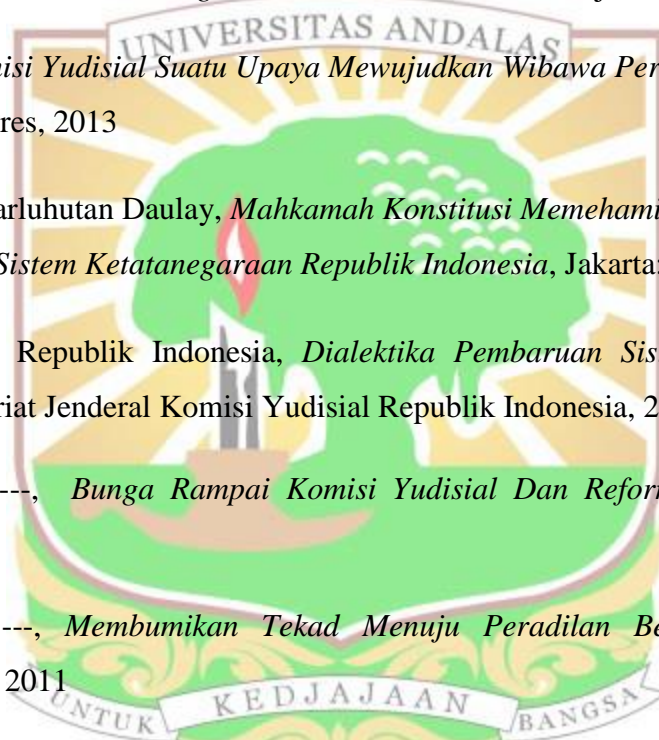 UNIVERSITAS ANDALAS
isi Yudisial Suatu Upaya Mewujudkan Wibawa Per
res, 2013
arluhutan Daulay, Mahkamah Konstitusi Memehami
Sistem Ketatanegaraan Republik Indonesia, Jakarta:
Republik Indonesia, Dialektika Pembaruan Sis
riat Jenderal Komisi Yudisial Republik Indonesia, 2
---, Bunga Rampai Komisi Yudisial Dan Refor
---, Membumikan Tekad Menuju Peradilan Be
2011
UNTUK KEDJAJAAN BANGSA